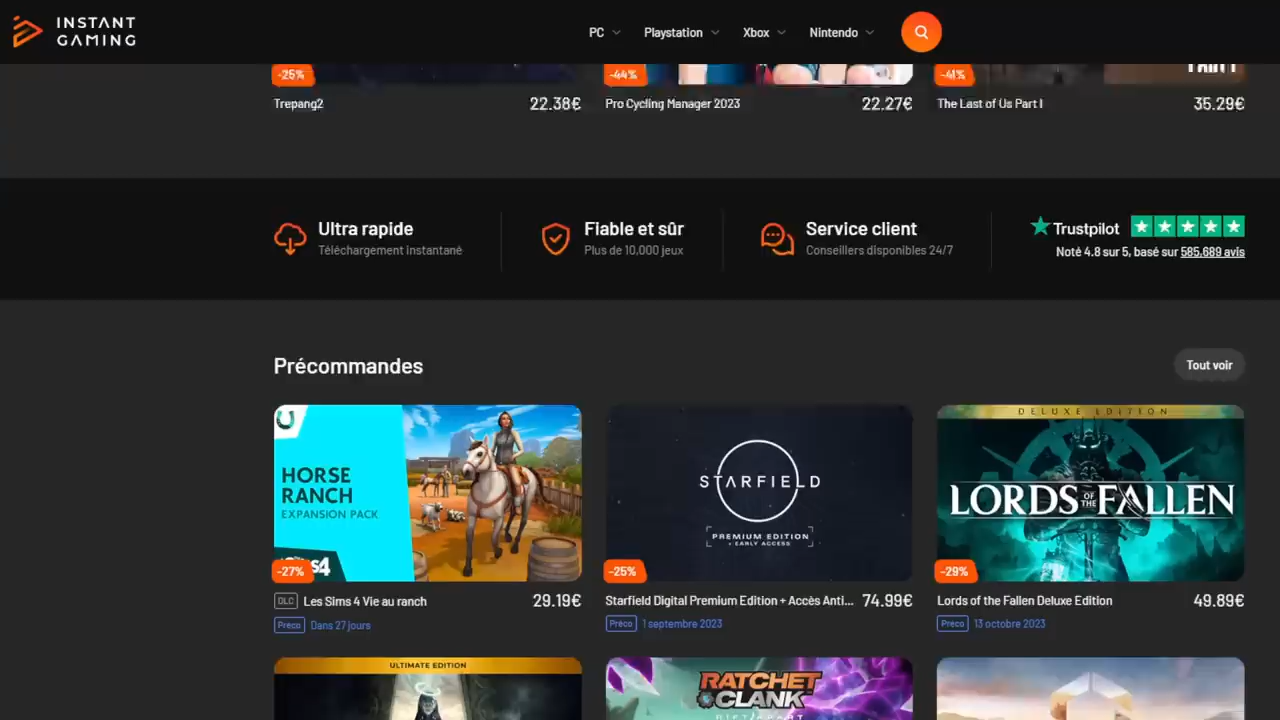 INSTANT
GAMING
PC
Playstation
Xbox
Nintendo
-25%
-44%
-41%
Trepang2
22.38€
Pro Cycling Manager 2023
22.27€
The Last of Us Part I
35.29€
Ultra rapide
Téléchargement instantané
Fiable et sûr
Plus de 10,000 jeux
Service client
Conseillers disponibles 24/7
Trustpilot
Noté 4.8 sur 5, basé sur 585,689 avis
Précommandes
Tout voir
HORSE
RANCH
EXPANSION PACK
-27%
STARFIELD
PREMIUM EDITION
+ EARLY ACCESS
-25%
DELUXE EDITION
LORDS OF THE FALLEN
-29%
DLC
Les Sims 4 Vie au ranch
29.19€
Préco
Dans 27 jours
Starfield Digital Premium Edition + Accès Anti...
74.99€
Préco
1 septembre 2023
Lords of the Fallen Deluxe Edition
49.89€
Préco
13 octobre 2023
ULTIMATE EDITION
RATCHET
CLANK